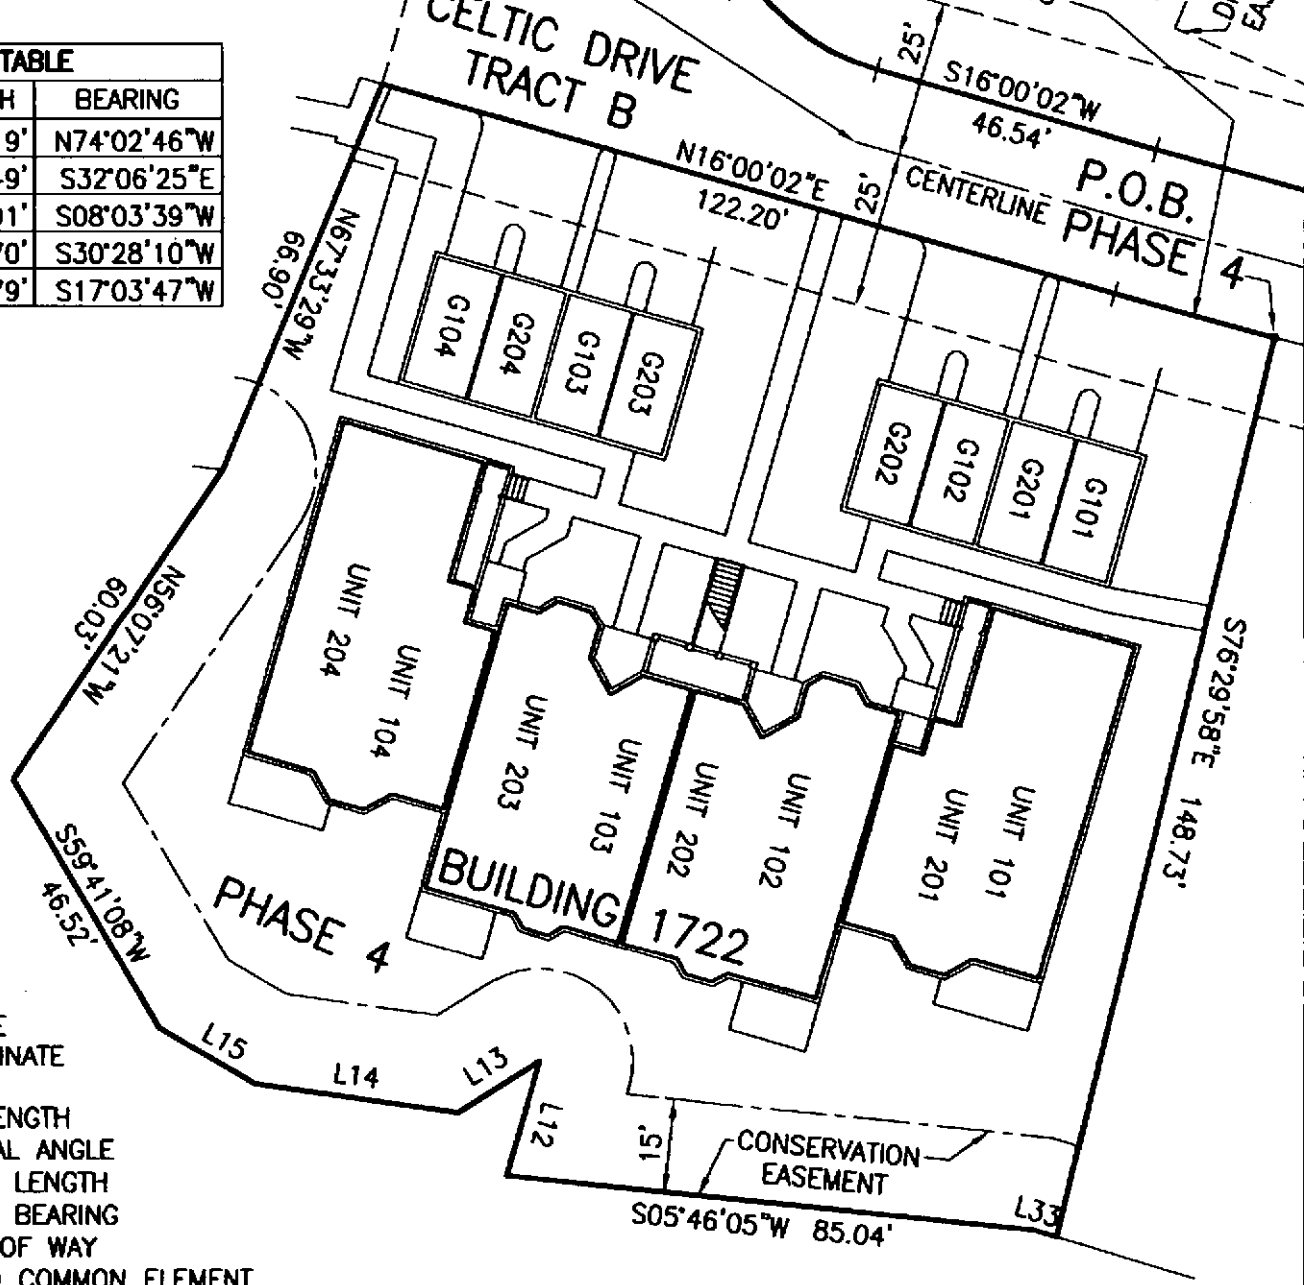 TABLE
H BEARING
9' N74°02'46"W
9' S32°06'25"E
01' S08°03'39"W
70' S30°28'10"W
79' S17°03'47"W
CELTIC DRIVE
TRACT B
25'
S16°00'02"W
46.54'
N16°00'02"E
122.20'
25'
CENTERLINE
P.O.B.
PHASE 4
N67°33'29"W
66.90'
G104
G204
G103
G203
G202
G102
G201
G101
N56°07'21"W
60.03'
UNIT 204
UNIT 104
UNIT 203
UNIT 103
UNIT 202
UNIT 102
UNIT 201
UNIT 101
S76°29'58"E 148.73'
BUILDING 1722
PHASE 4
S59°41'08"W
46.52'
L15
L14
L13
L12
15'
CONSERVATION
EASEMENT
L33
S05°46'05"W 85.04'
E
INATE
ENGTH
AL ANGLE
LENGTH
BEARING
OF WAY
COMMON ELEMENT